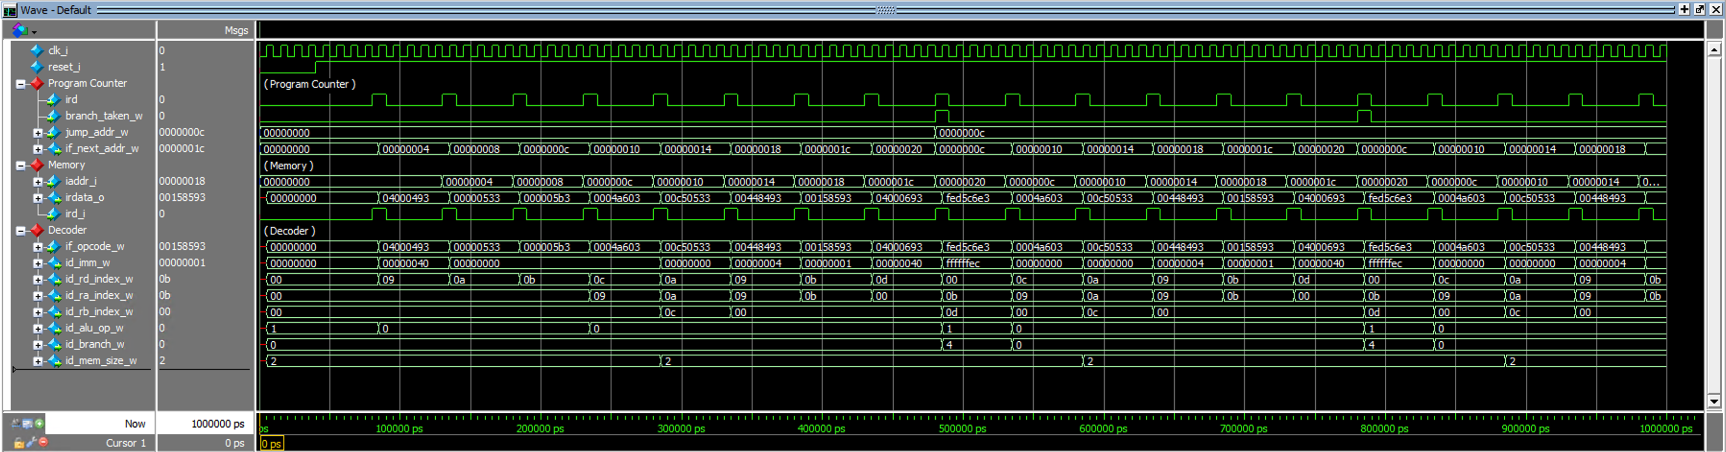 Wave - Default
Msgs
clk_i 0
reset_i 1
Program Counter ( Program Counter )
ird 0
branch_taken_w 0
jump_addr_w 0000000c 00000000 0000000c
if_next_addr_w 0000001c 00000000 00000004 00000008 0000000c 00000010 00000014 00000018 0000001c 00000020 0000000c 00000010 00000014 00000018 0000001c 00000020 0000000c 00000010 00000014 00000018
Memory ( Memory )
iaddr_i 00000018 00000000 00000004 00000008 0000000c 00000010 00000014 00000018 0000001c 00000020 0000000c 00000010 00000014 00000018 0000001c 00000020 0000000c 00000010 00000014 0...
irdata_o 00158593 00000000 04000493 00000533 000005b3 0004a603 00c50533 00448493 00158593 04000693 fed5c6e3 0004a603 00c50533 00448493 00158593 04000693 fed5c6e3 0004a603 00c50533 00448493
ird_i 0
Decoder ( Decoder )
if_opcode_w 00158593 00000000 04000493 00000533 000005b3 0004a603 00c50533 00448493 00158593 04000693 fed5c6e3 0004a603 00c50533 00448493 00158593 04000693 fed5c6e3 0004a603 00c50533 00448493
id_imm_w 00000001 00000000 00000040 00000000 00000000 00000004 00000001 00000040 ffffffec 00000000 00000000 00000004 00000001 00000040 ffffffec 00000000 00000000 00000004
id_rd_index_w 0b 00 09 0a 0b 0c 0a 09 0b 0d 00 0c 0a 09 0b 0d 00 0c 0a 09 0b
id_ra_index_w 0b 00 09 0a 09 0b 00 0b 09 0a 09 0b 00 0b 09 0a 09 0b
id_rb_index_w 00 00 0c 00 0d 00 0c 00 0d 00 0c 00
id_alu_op_w 0 1 0 0 1 0 1 0
id_branch_w 0 0 4 0 4 0
id_mem_size_w 2 2 2 2 2
Now 1000000 ps ps 100000 ps 200000 ps 300000 ps 400000 ps 500000 ps 600000 ps 700000 ps 800000 ps 900000 ps 1000000 ps
Cursor 1 0 ps 0 ps